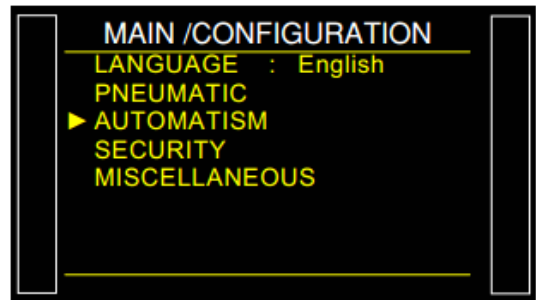 MAIN /CONFIGURATION
LANGUAGE : English
PNEUMATIC
AUTOMATISM
SECURITY
MISCELLANEOUS